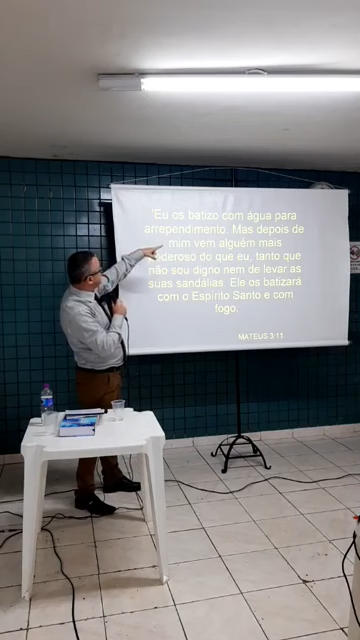 'Eu os batizo com água para
arrependimento. Mas depois de
mim vem alguém mais
poderoso do que eu, tanto que
não sou digno nem de levar as
suas sandálias. Ele os batizará
com o Espírito Santo e com
fogo.
MATEUS 3:11